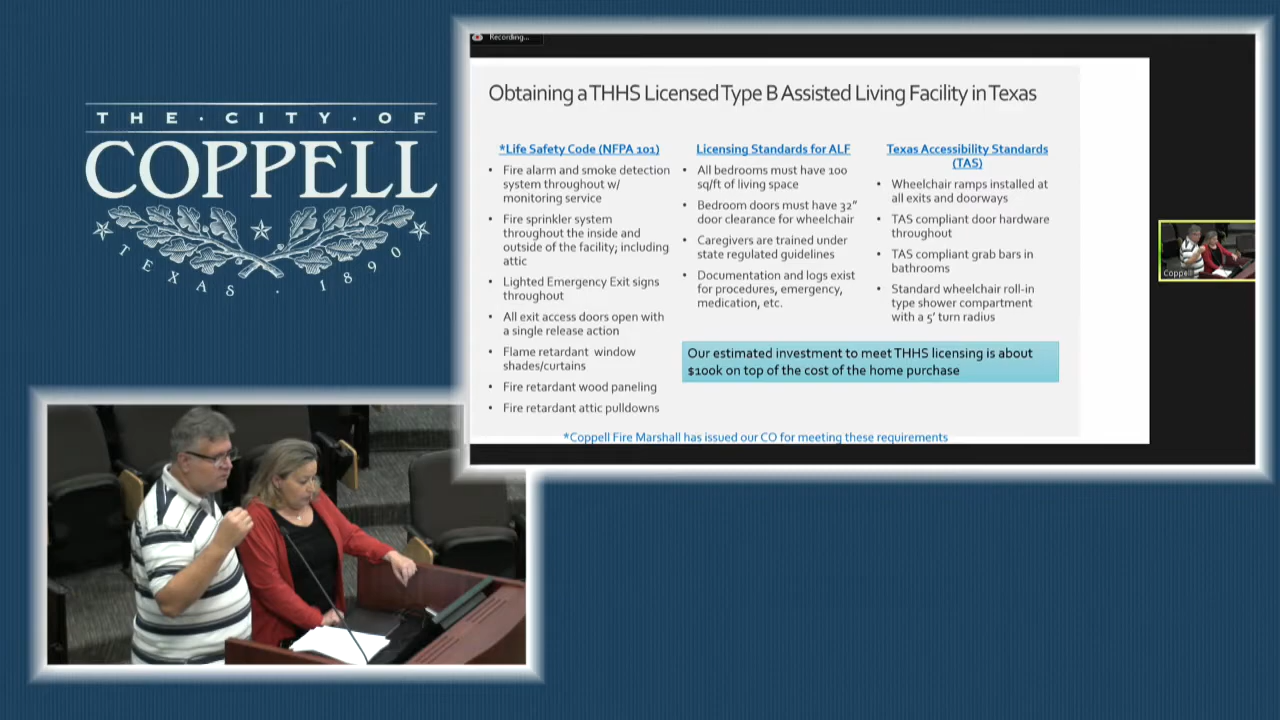 THE · CITY · OF
COPPELL
TEXAS · 1890
Recording...
Obtaining a THHS Licensed Type B Assisted Living Facility in Texas
*Life Safety Code (NFPA 101)
• Fire alarm and smoke detection
system throughout w/
monitoring service
• Fire sprinkler system
throughout the inside and
outside of the facility; including
attic
• Lighted Emergency Exit signs
throughout
• All exit access doors open with
a single release action
• Flame retardant window
shades/curtains
• Fire retardant wood paneling
• Fire retardant attic pulldowns
Licensing Standards for ALF
• All bedrooms must have 100
sq/ft of living space
• Bedroom doors must have 32”
door clearance for wheelchair
• Caregivers are trained under
state regulated guidelines
• Documentation and logs exist
for procedures, emergency,
medication, etc.
Texas Accessibility Standards
(TAS)
• Wheelchair ramps installed at
all exits and doorways
• TAS compliant door hardware
throughout
• TAS compliant grab bars in
bathrooms
• Standard wheelchair roll-in
type shower compartment
with a 5’ turn radius
Our estimated investment to meet THHS licensing is about
$100k on top of the cost of the home purchase
*Coppell Fire Marshall has issued our CO for meeting these requirements
Coppell